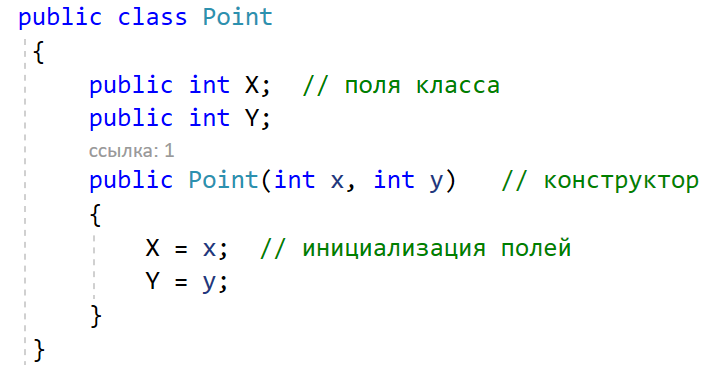 public class Point
{
public int X; // поля класса
public int Y;
ссылка: 1
public Point(int x, int y) // конструктор
{
X = x; // инициализация полей
Y = y;
}
}